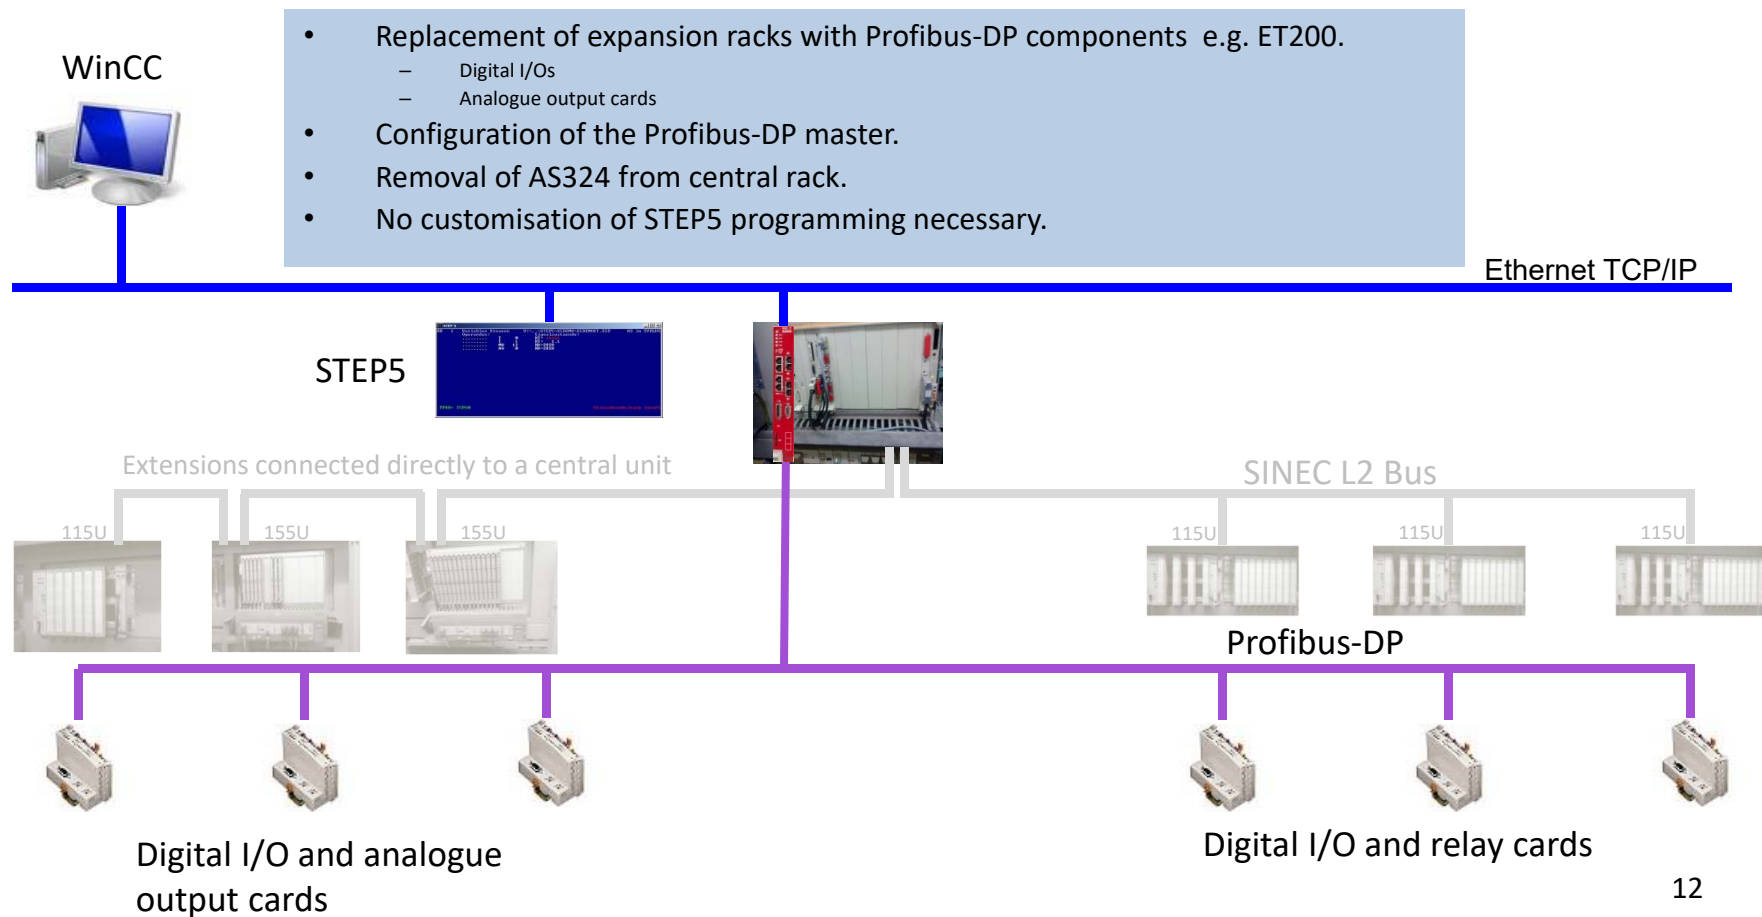 • Replacement of expansion racks with Profibus-DP components e.g. ET200.
– Digital I/Os
– Analogue output cards
• Configuration of the Profibus-DP master.
• Removal of AS324 from central rack.
• No customisation of STEP5 programming necessary.
WinCC
Ethernet TCP/IP
STEP5
Extensions connected directly to a central unit
SINEC L2 Bus
115U
155U
155U
115U
115U
115U
Profibus-DP
Digital I/O and analogue
output cards
Digital I/O and relay cards
12